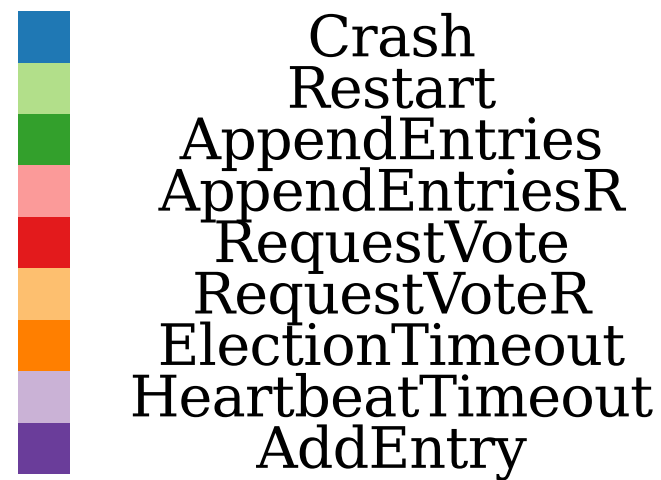 Crash
Restart
AppendEntries
AppendEntriesR
RequestVote
RequestVoteR
ElectionTimeout
HeartbeatTimeout
AddEntry